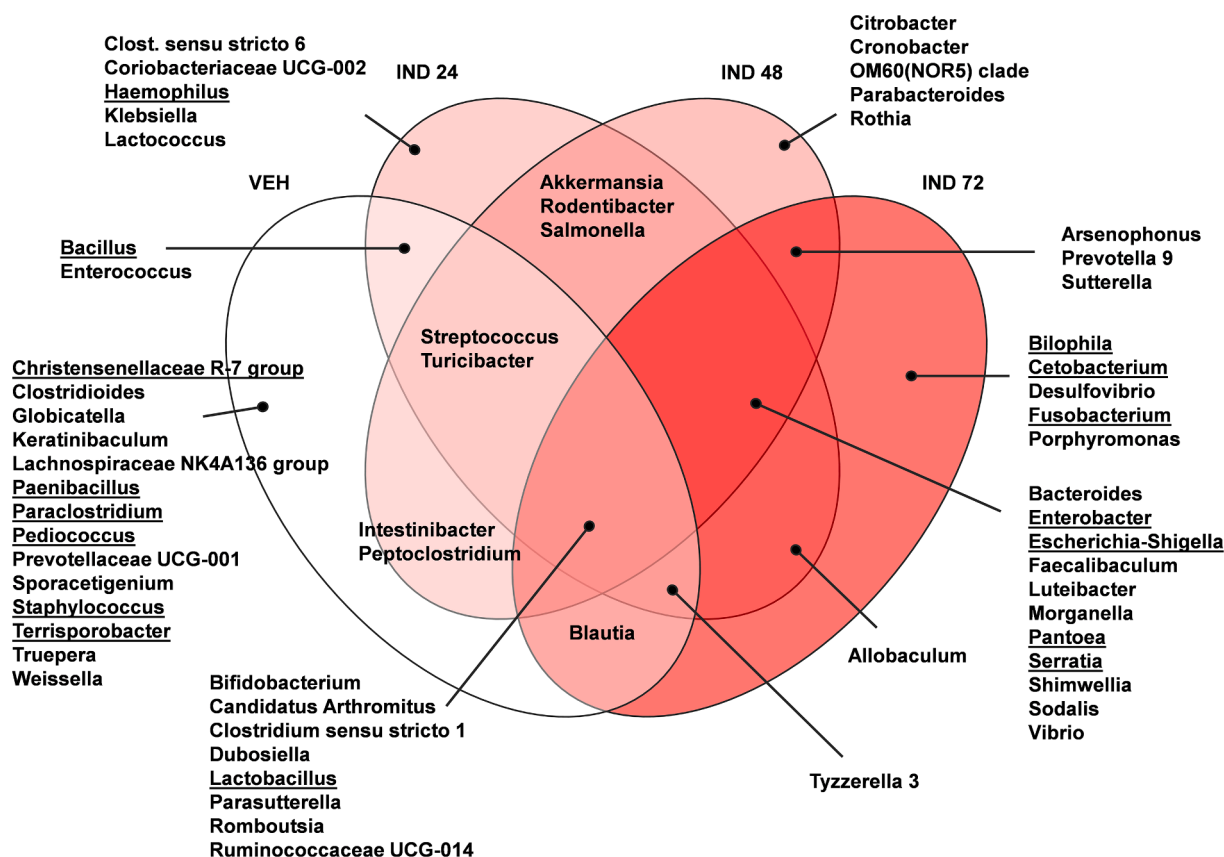 Clost. sensu stricto 6
Coriobacteriaceae UCG-002
Haemophilus
Klebsiella
Lactococcus
IND 24
IND 48
Citrobacter
Cronobacter
OM60(NOR5) clade
Parabacteroides
Rothia
VEH
IND 72
Akkermansia
Rodentibacter
Salmonella
Bacillus
Enterococcus
Arsenophonus
Prevotella 9
Sutterella
Streptococcus
Turicibacter
Christensenellaceae R-7 group
Clostridioides
Globicatella
Keratinibaculum
Lachnospiraceae NK4A136 group
Paenibacillus
Paraclostridium
Pediococcus
Prevotellaceae UCG-001
Sporacetigenium
Staphylococcus
Terrisporobacter
Truepera
Weissella
Bilophila
Cetobacterium
Desulfovibrio
Fusobacterium
Porphyromonas
Intestinibacter
Peptoclostridium
Bacteroides
Enterobacter
Escherichia-Shigella
Faecalibaculum
Luteibacter
Morganella
Pantoea
Serratia
Shimwellia
Sodalis
Vibrio
Blautia
Allobaculum
Bifidobacterium
Candidatus Arthromitus
Clostridium sensu stricto 1
Dubosiella
Lactobacillus
Parasutterella
Romboutsia
Ruminococcaceae UCG-014
Tyzzerella 3